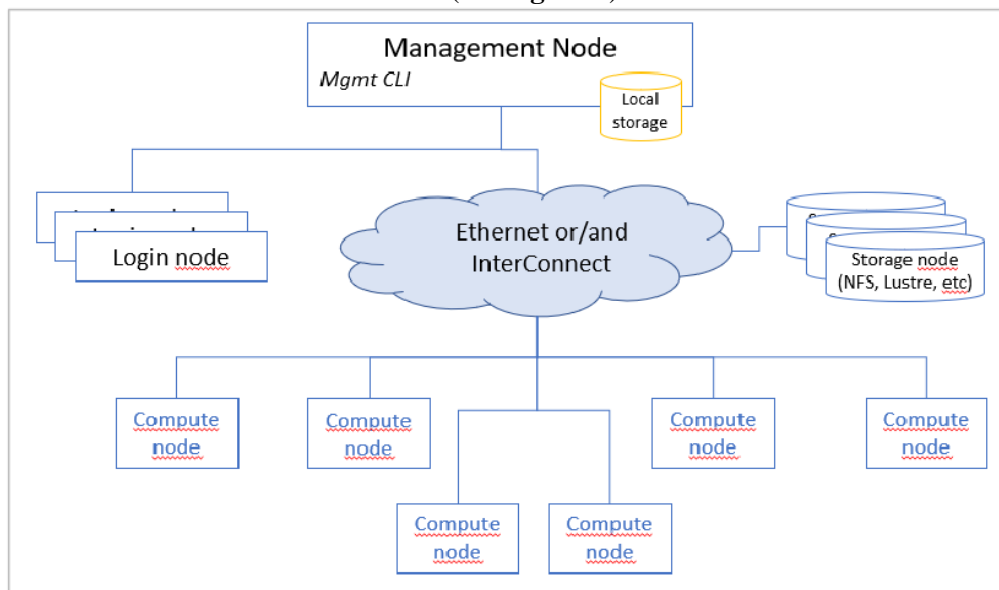 Management Node
Mgmt CLI
Local
storage
Ethernet or/and
InterConnect
Login node
Storage node
(NFS, Lustre, etc)
Compute
node
Compute
node
Compute
node
Compute
node
Compute
node
Compute
node